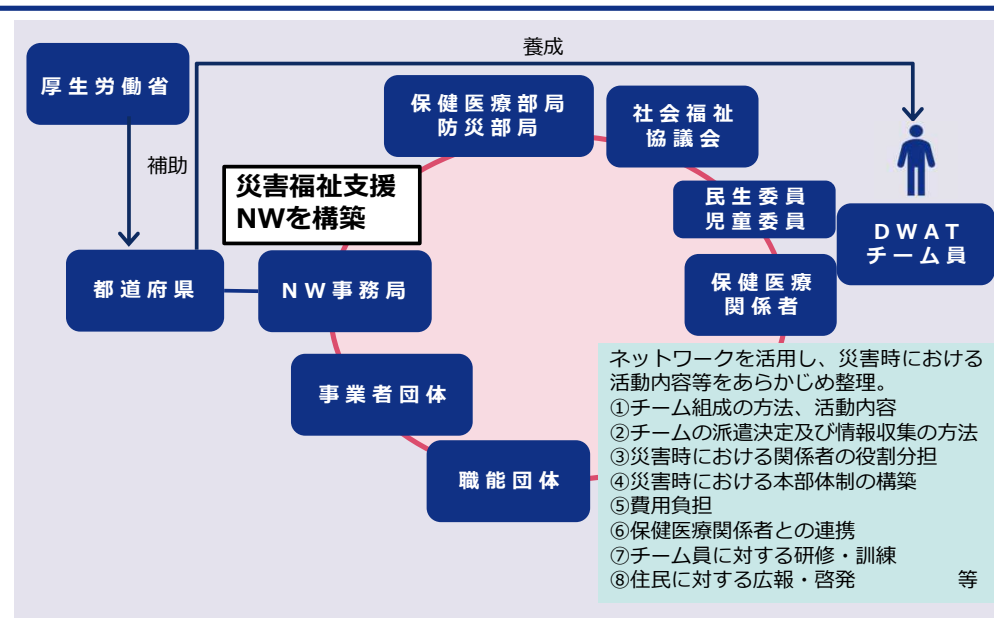 養成
厚生労働省
保健医療部局
防災部局
社会福祉
協議会
補助
災害福祉支援
NWを構築
民生委員
児童委員
DWAT
チーム員
都道府県
NW事務局
保健医療
関係者
事業者団体
職能団体
ネットワークを活用し、災害時における
活動内容等をあらかじめ整理。
①チーム組成の方法、活動内容
②チームの派遣決定及び情報収集の方法
③災害時における関係者の役割分担
④災害時における本部体制の構築
⑤費用負担
⑥保健医療関係者との連携
⑦チーム員に対する研修・訓練
⑧住民に対する広報・啓発 等